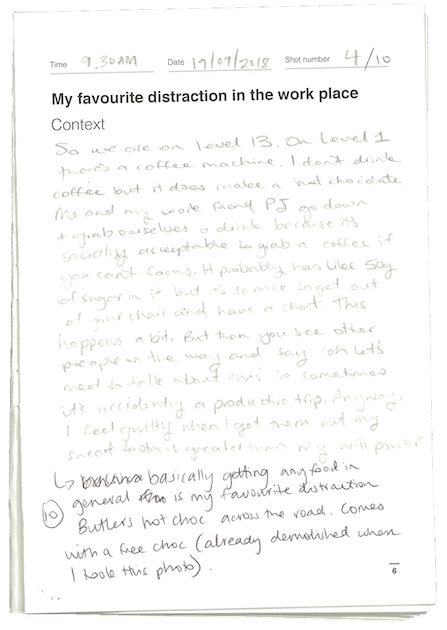 Time 9.30AM Date 19/07/2018 Shot number 4/10
My favourite distraction in the work place
Context
So we are on level 13. On Level 1
there's a coffee machine. I don't drink
coffee but it does make a hot chocolate
Me and my work friend PJ go down
+ grab ourselves a drink because it's
socially acceptable to grab a coffee if
you can't focus. It probably has like 50g
of sugar in it but it's so nice to get out
of your chair and have a chat. This
happens a bit. But then you see other
people on the way and say 'oh let's
meet to talk about this' so sometimes
it's accidently a productive trip. Anyway,
I feel guilty when I get them but my
sweet tooth is greater than my will power
↳ basically getting any food in
general is my favourite distraction
10 Butlers hot choc across the road. Comes
with a free choc (already demolished when
I took this photo).
6